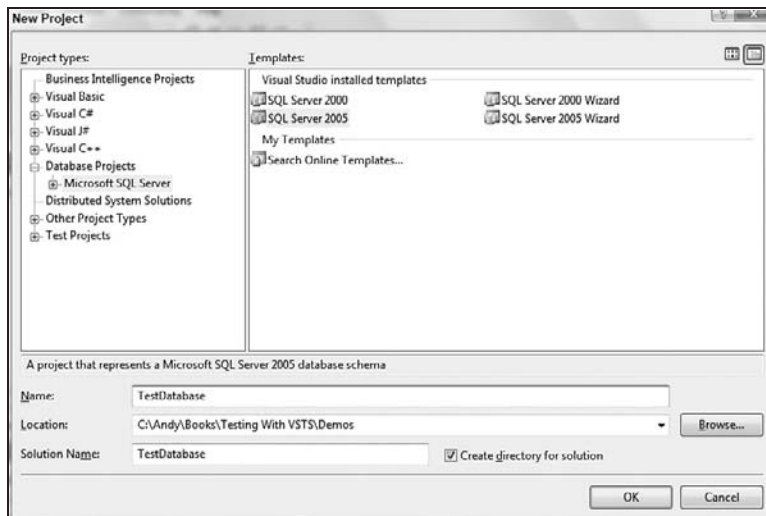 New Project
Project types:
Business Intelligence Projects
Visual Basic
Visual C#
Visual J#
Visual C++
Database Projects
Microsoft SQL Server
Distributed System Solutions
Other Project Types
Test Projects
Templates:
Visual Studio installed templates
SQL Server 2000
SQL Server 2000 Wizard
SQL Server 2005
SQL Server 2005 Wizard
My Templates
Search Online Templates...
A project that represents a Microsoft SQL Server 2005 database schema
Name:
TestDatabase
Location:
C:\Andy\Books\Testing With VSTS\Demos
Browse...
Solution Name:
TestDatabase
Create directory for solution
OK
Cancel